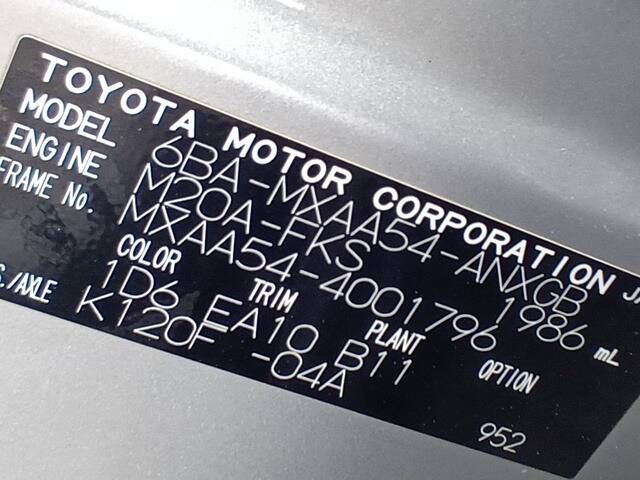 TOYOTA MOTOR CORPORATION J
MODEL 6BA-MXAA54-ANXGB
ENGINE M20A-FKS 1986 mL
FRAME No. MXAA54-4001796
COLOR TRIM PLANT OPTION
1D6 EA10 B11
S./AXLE K120F -04A
952